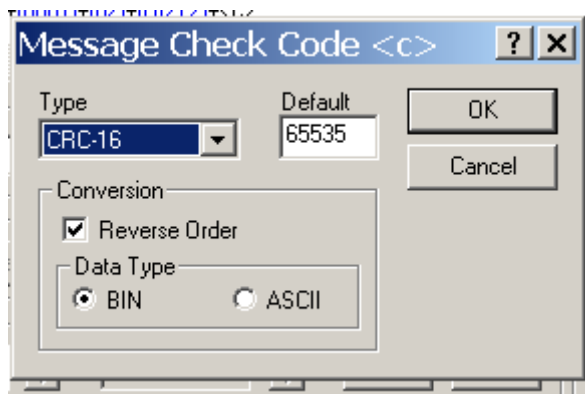 Message Check Code <c>
Type
Default
OK
CRC-16
65535
Cancel
Conversion
Reverse Order
Data Type
BIN
ASCII